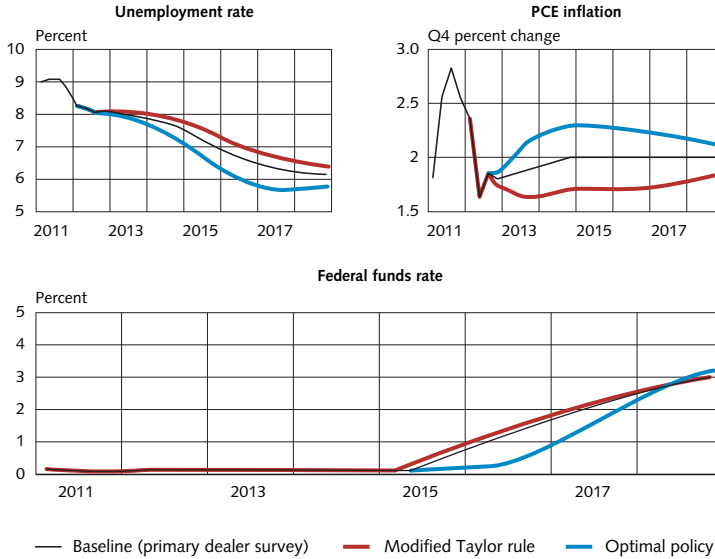 Unemployment rate
Percent
10
9
8
7
6
5
2011 2013 2015 2017
PCE inflation
Q4 percent change
3.0
2.5
2
1.5
2011 2013 2015 2017
Federal funds rate
Percent
5
4
3
2
1
0
2011 2013 2015 2017
Baseline (primary dealer survey) Modified Taylor rule Optimal policy